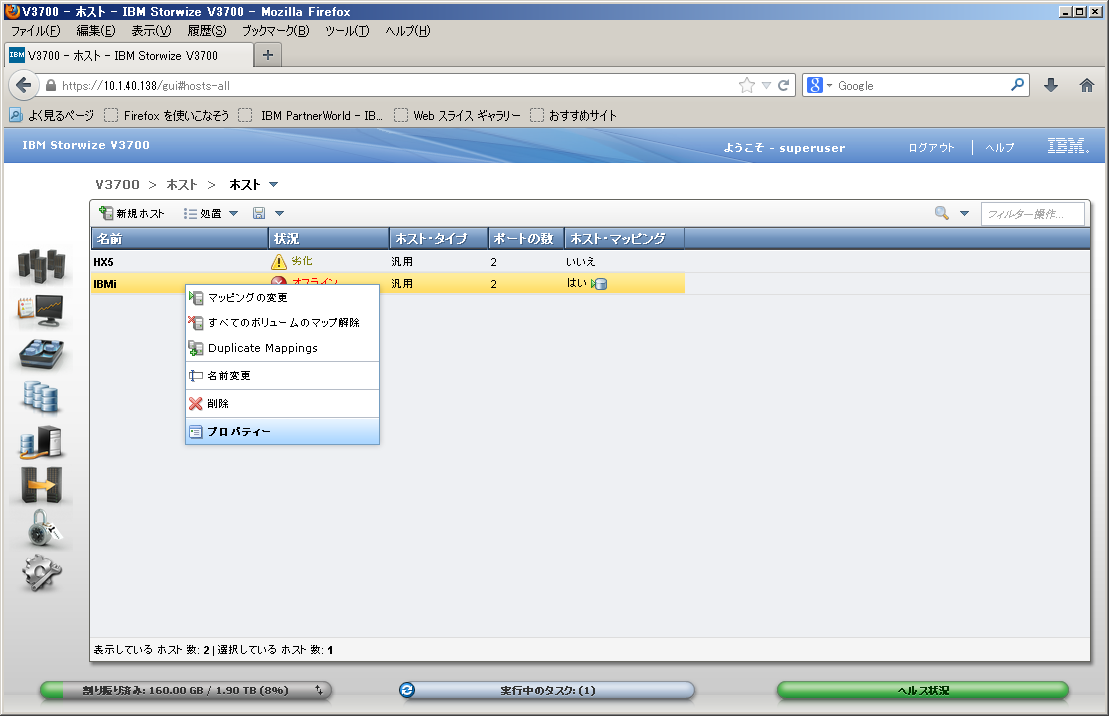 V3700 - ホスト - IBM Storwize V3700 - Mozilla Firefox
ファイル(F) 編集(E) 表示(V) 履歴(S) ブックマーク(B) ツール(T) ヘルプ(H)
IBM V3700 - ホスト - IBM Storwize V3700 +
https://10.1.40.138/gui#hosts-all 8 Google
よく見るページ Firefox を使いこなそう IBM PartnerWorld - IB... Web スライス ギャラリー おすすめサイト
IBM Storwize V3700 ようこそ - superuser ログアウト ヘルプ IBM.
V3700 > ホスト > ホスト
新規ホスト 処置 フィルター操作...
名前 状況 ホスト・タイプ ポートの数 ホスト・マッピング
HX5 劣化 汎用 2 いいえ
IBMi オフライン 汎用 2 はい
マッピングの変更
すべてのボリュームのマップ解除
Duplicate Mappings
名前変更
削除
プロパティー
表示している ホスト 数: 2 | 選択している ホスト 数: 1
割り振り済み: 160.00 GB / 1.90 TB (8%) 実行中のタスク: (1) ヘルス状況